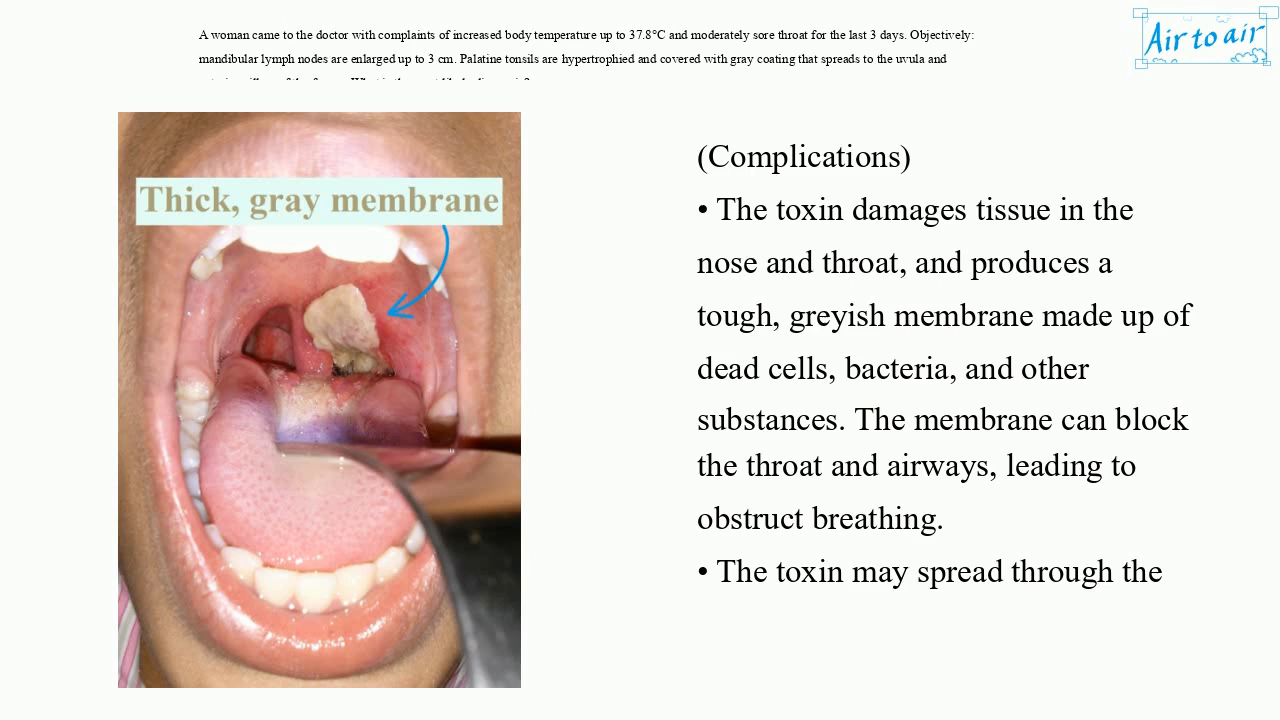 A woman came to the doctor with complaints of increased body temperature up to 37.8°C and moderately sore throat for the last 3 days. Objectively:
mandibular lymph nodes are enlarged up to 3 cm. Palatine tonsils are hypertrophied and covered with gray coating that spreads to the uvula and
Air to air
Thick, gray membrane
(Complications)
• The toxin damages tissue in the
nose and throat, and produces a
tough, greyish membrane made up of
dead cells, bacteria, and other
substances. The membrane can block
the throat and airways, leading to
obstruct breathing.
• The toxin may spread through the